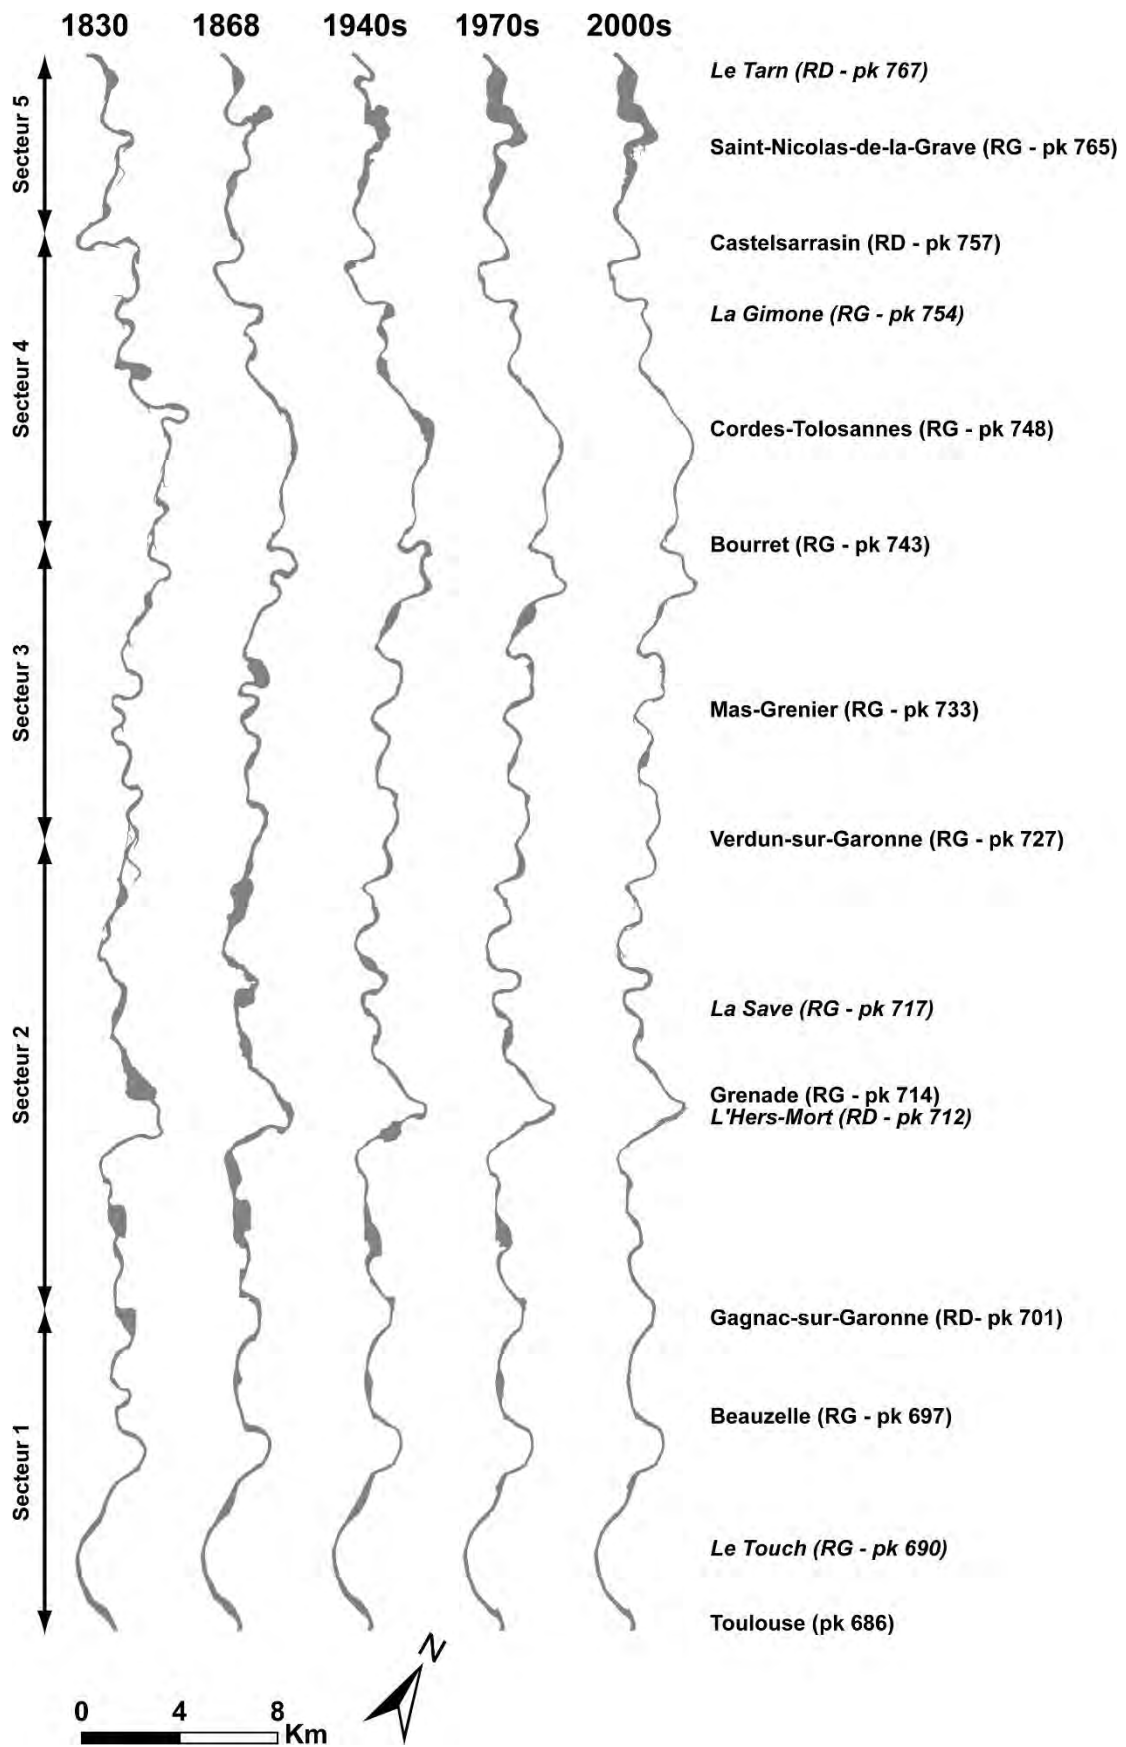 1830 1868 1940s 1970s 2000s
Le Tarn (RD - pk 767)
Secteur 5
Saint-Nicolas-de-la-Grave (RG - pk 765)
Castelsarrasin (RD - pk 757)
La Gimone (RG - pk 754)
Secteur 4
Cordes-Tolosannes (RG - pk 748)
Bourret (RG - pk 743)
Secteur 3
Mas-Grenier (RG - pk 733)
Verdun-sur-Garonne (RG - pk 727)
La Save (RG - pk 717)
Secteur 2
Grenade (RG - pk 714)
L'Hers-Mort (RD - pk 712)
Gagnac-sur-Garonne (RD- pk 701)
Beauzelle (RG - pk 697)
Secteur 1
Le Touch (RG - pk 690)
Toulouse (pk 686)
N
0 4 8
Km